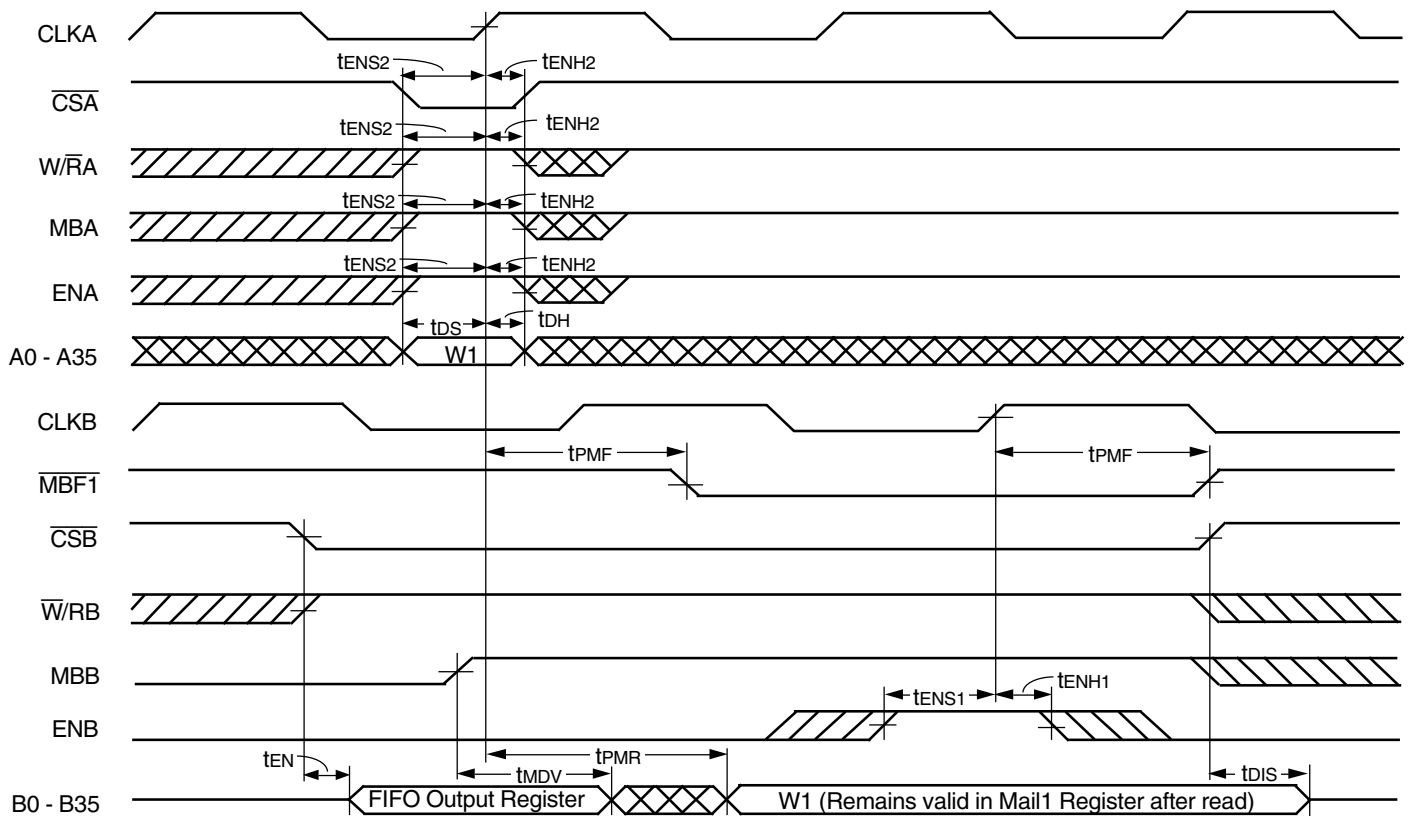 CLKA
tENS2 tENH2
CSA
tENS2 tENH2
W/RA
tENS2 tENH2
MBA
tENS2 tENH2
ENA
tDS tDH
A0 - A35 W1
CLKB
tPMF tPMF
MBF1
CSB
W/RB
MBB
tENS1 tENH1
ENB
tEN tPMR
tMDV tDIS
B0 - B35 FIFO Output Register W1 (Remains valid in Mail1 Register after read)